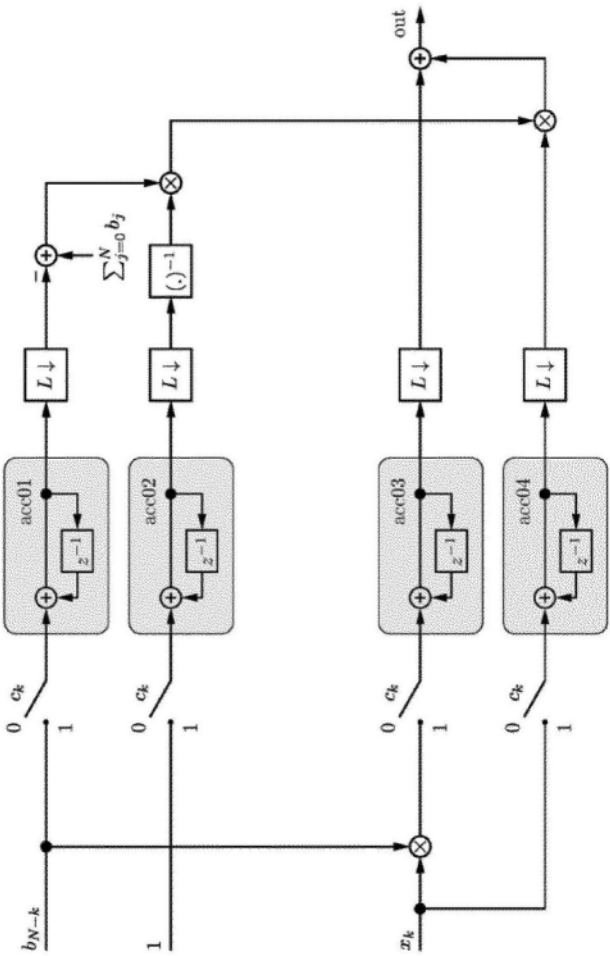 b_{N−k}
0
c_k
1
acc01
z⁻¹
L ↓
−
∑_{j=0}^{N} b_j
1
0
c_k
1
acc02
z⁻¹
L ↓
(.)⁻¹
x_k
0
c_k
1
acc03
z⁻¹
L ↓
out
0
c_k
1
acc04
z⁻¹
L ↓